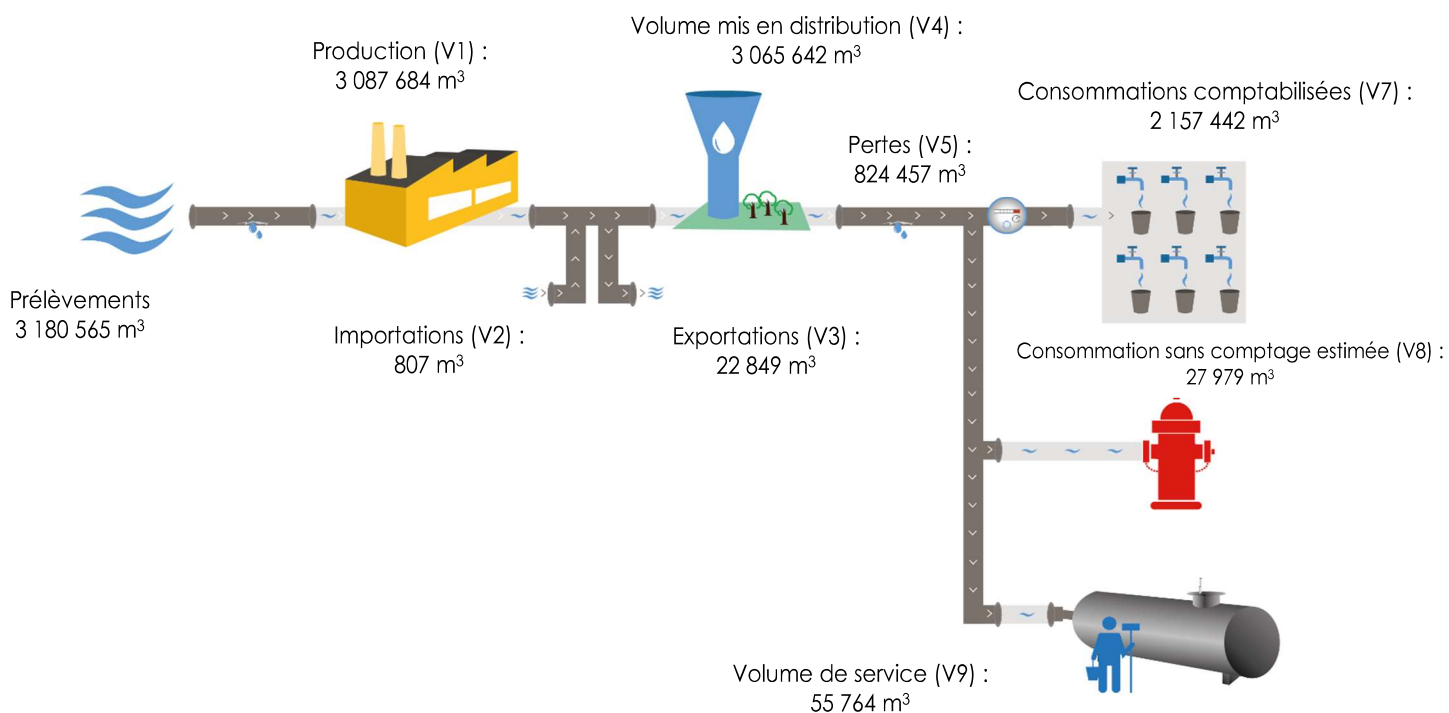 Production (V1) :
3 087 684 m³
Volume mis en distribution (V4) :
3 065 642 m³
Consommations comptabilisées (V7) :
2 157 442 m³
Pertes (V5) :
824 457 m³
Prélèvements
3 180 565 m³
Importations (V2) :
807 m³
Exportations (V3) :
22 849 m³
Consommation sans comptage estimée (V8) :
27 979 m³
Volume de service (V9) :
55 764 m³